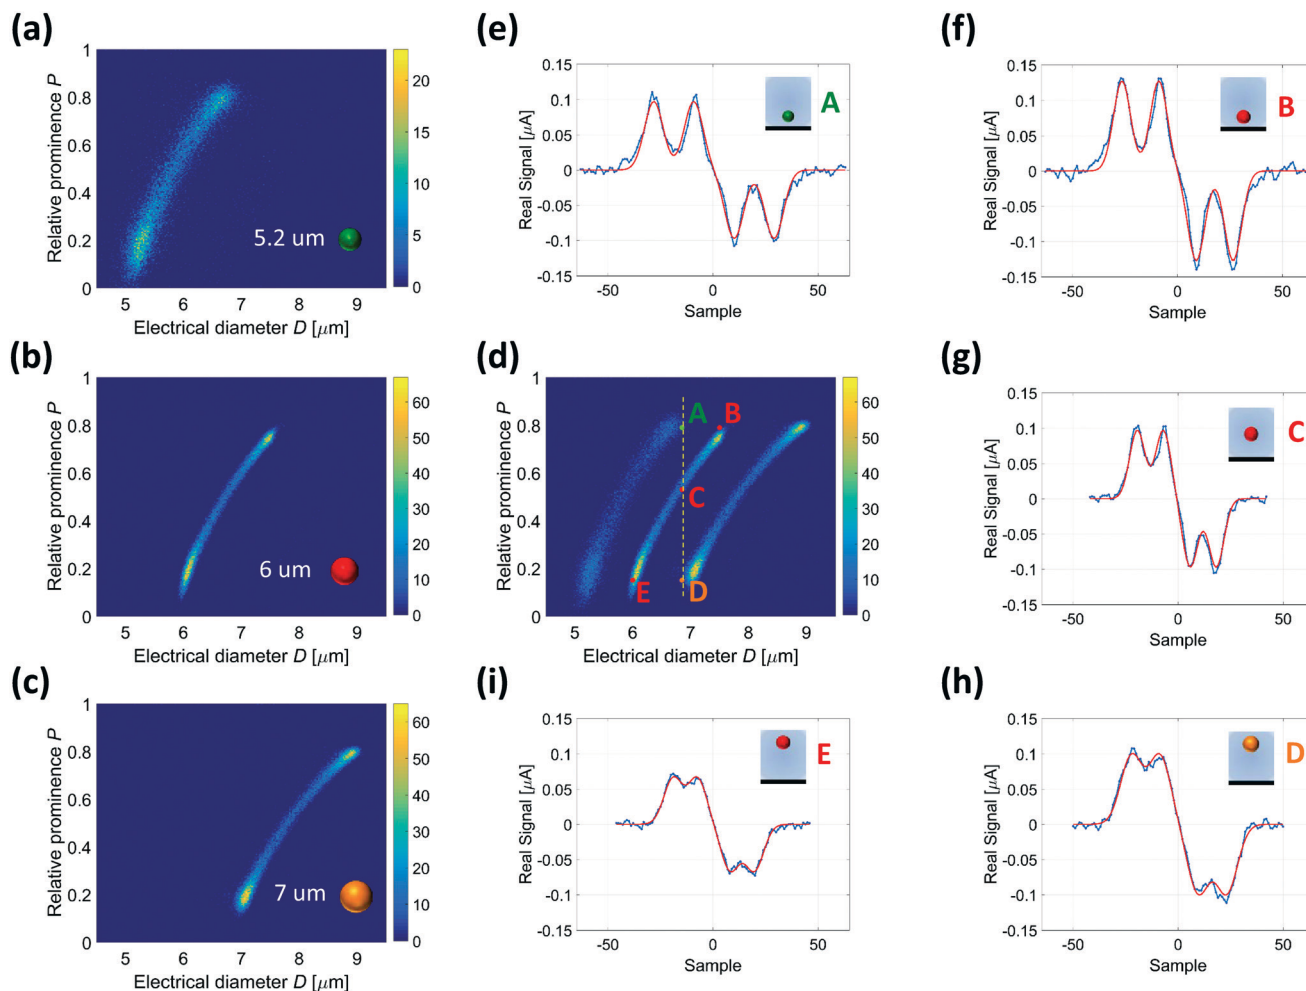 (a)
Relative prominence P
1
0.8
0.6
0.4
0.2
0
5 6 7 8 9
Electrical diameter D [μm]
5.2 um
20
15
10
5
0
(e)
Real Signal [μA]
0.15
0.1
0.05
0
-0.05
-0.1
-0.15
-50 0 50
Sample
A
(f)
Real Signal [μA]
0.15
0.1
0.05
0
-0.05
-0.1
-0.15
-50 0 50
Sample
B
(b)
Relative prominence P
1
0.8
0.6
0.4
0.2
0
5 6 7 8 9
Electrical diameter D [μm]
6 um
60
50
40
30
20
10
0
(d)
Relative prominence P
1
0.8
0.6
0.4
0.2
0
5 6 7 8 9
Electrical diameter D [μm]
A
B
C
E
D
60
50
40
30
20
10
0
(g)
Real Signal [μA]
0.15
0.1
0.05
0
-0.05
-0.1
-0.15
-50 0 50
Sample
C
(c)
Relative prominence P
1
0.8
0.6
0.4
0.2
0
5 6 7 8 9
Electrical diameter D [μm]
7 um
60
50
40
30
20
10
0
(i)
Real Signal [μA]
0.15
0.1
0.05
0
-0.05
-0.1
-0.15
-50 0 50
Sample
E
(h)
Real Signal [μA]
0.15
0.1
0.05
0
-0.05
-0.1
-0.15
-50 0 50
Sample
D